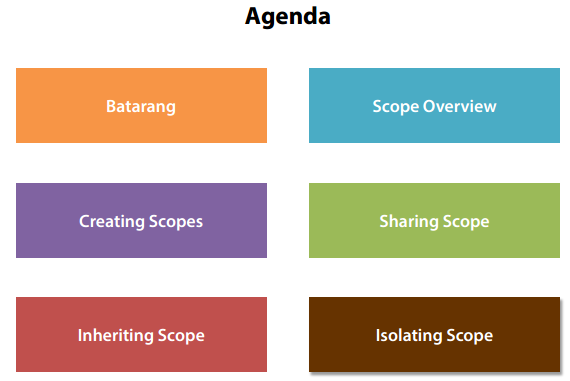 Agenda
Batarang
Scope Overview
Creating Scopes
Sharing Scope
Inheriting Scope
Isolating Scope